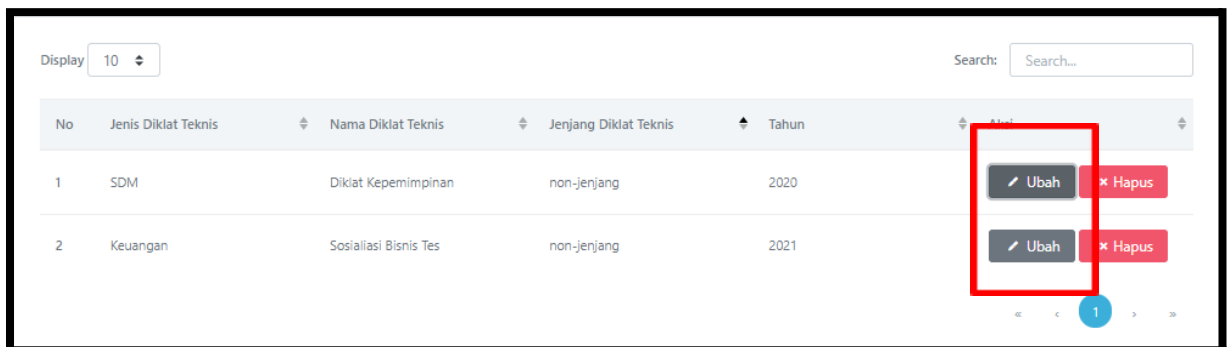 Display 10 Search: Search...
No Jenis Diklat Teknis Nama Diklat Teknis Jenjang Diklat Teknis Tahun Aksi
1 SDM Diklat Kepemimpinan non-jenjang 2020 Ubah × Hapus
2 Keuangan Sosialiasi Bisnis Tes non-jenjang 2021 Ubah × Hapus
« ‹ 1 › »